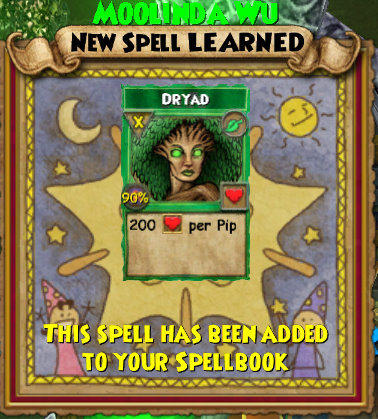 MOOLINDA WU
NEW SPELL LEARNED
DRYAD
X
90%
200 per Pip
THIS SPELL HAS BEEN ADDED
TO YOUR SPELLBOOK